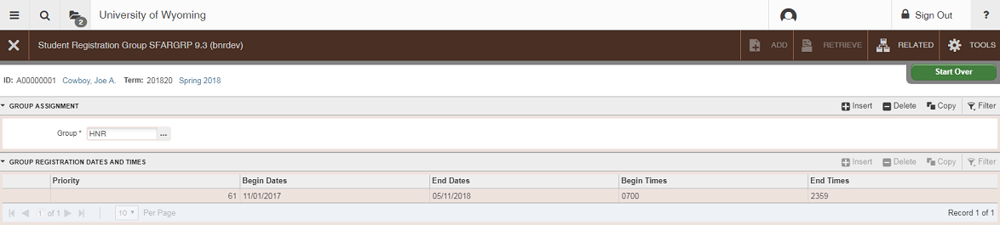 2 University of Wyoming Sign Out ?
Student Registration Group SFARGRP 9.3 (bnrdev) ADD RETRIEVE RELATED TOOLS
ID: A00000001 Cowboy, Joe A. Term: 201820 Spring 2018 Start Over
GROUP ASSIGNMENT Insert Delete Copy Filter
Group * HNR ...
GROUP REGISTRATION DATES AND TIMES Insert Delete Copy Filter
Priority Begin Dates End Dates Begin Times End Times
61 11/01/2017 05/11/2018 0700 2359
1 of 1 10 Per Page Record 1 of 1